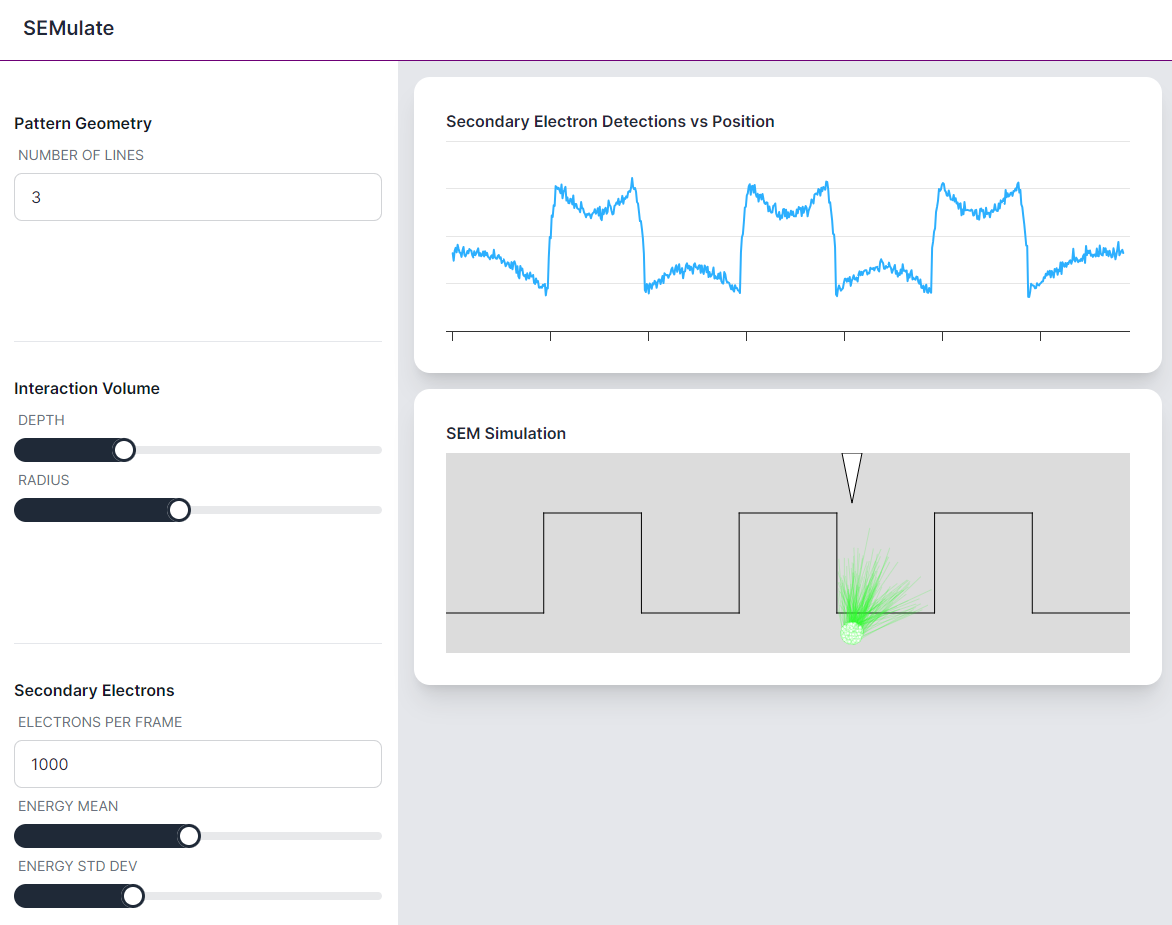 SEMulate
Pattern Geometry
NUMBER OF LINES
3
Interaction Volume
DEPTH
RADIUS
Secondary Electrons
ELECTRONS PER FRAME
1000
ENERGY MEAN
ENERGY STD DEV
Secondary Electron Detections vs Position
SEM Simulation